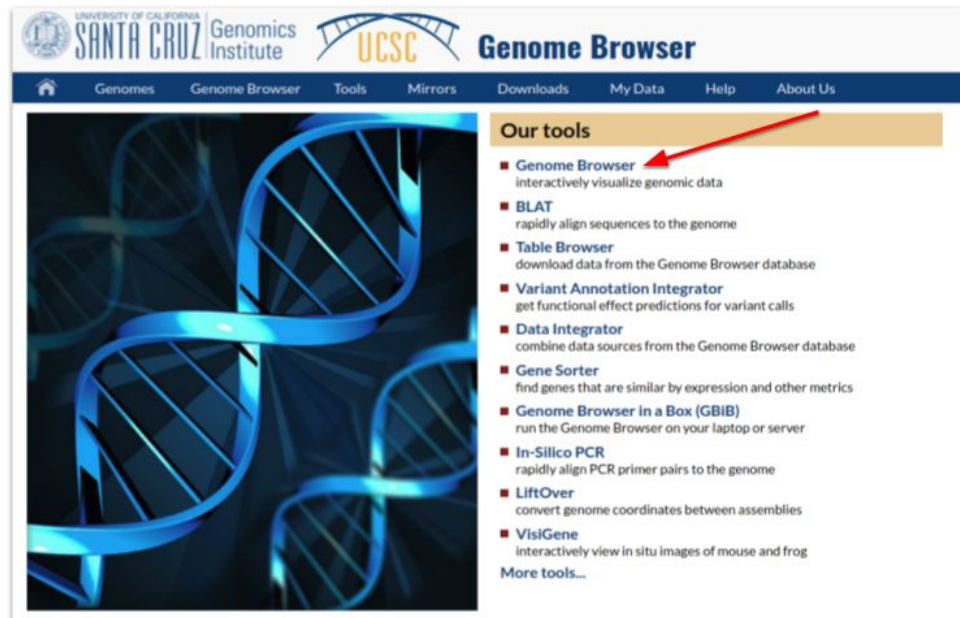 UNIVERSITY OF CALIFORNIA
SANTA CRUZ
Genomics
Institute
UCSC
Genome Browser
Genomes Genome Browser Tools Mirrors Downloads My Data Help About Us
Our tools
Genome Browser
interactively visualize genomic data
BLAT
rapidly align sequences to the genome
Table Browser
download data from the Genome Browser database
Variant Annotation Integrator
get functional effect predictions for variant calls
Data Integrator
combine data sources from the Genome Browser database
Gene Sorter
find genes that are similar by expression and other metrics
Genome Browser in a Box (GBiB)
run the Genome Browser on your laptop or server
In-Silico PCR
rapidly align PCR primer pairs to the genome
LiftOver
convert genome coordinates between assemblies
VisiGene
interactively view in situ images of mouse and frog
More tools...